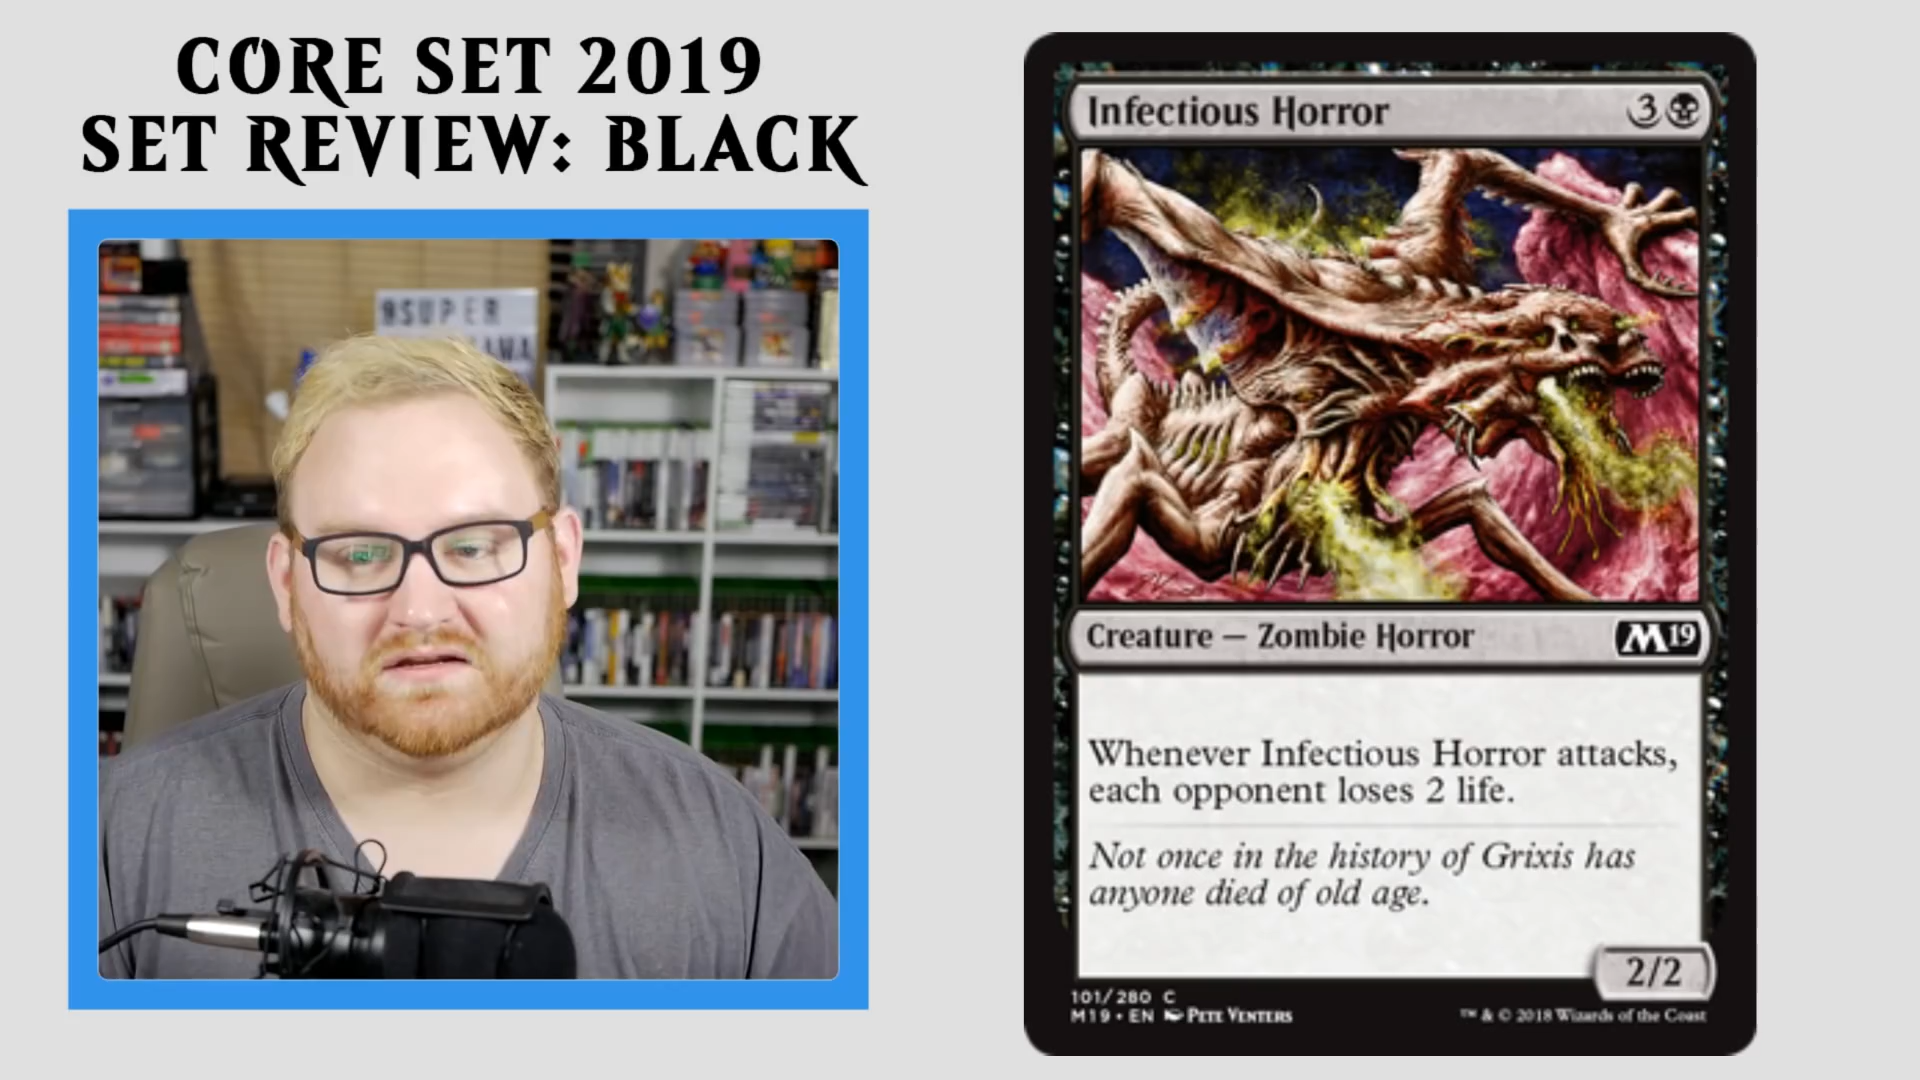 CORE SET 2019
SET REVIEW: BLACK
SUPER
Infectious Horror 3
Creature — Zombie Horror M19
Whenever Infectious Horror attacks,
each opponent loses 2 life.
Not once in the history of Grixis has
anyone died of old age.
2/2
101/280 C
M19 • EN PETE VENTERS
™ & © 2018 Wizards of the Coast